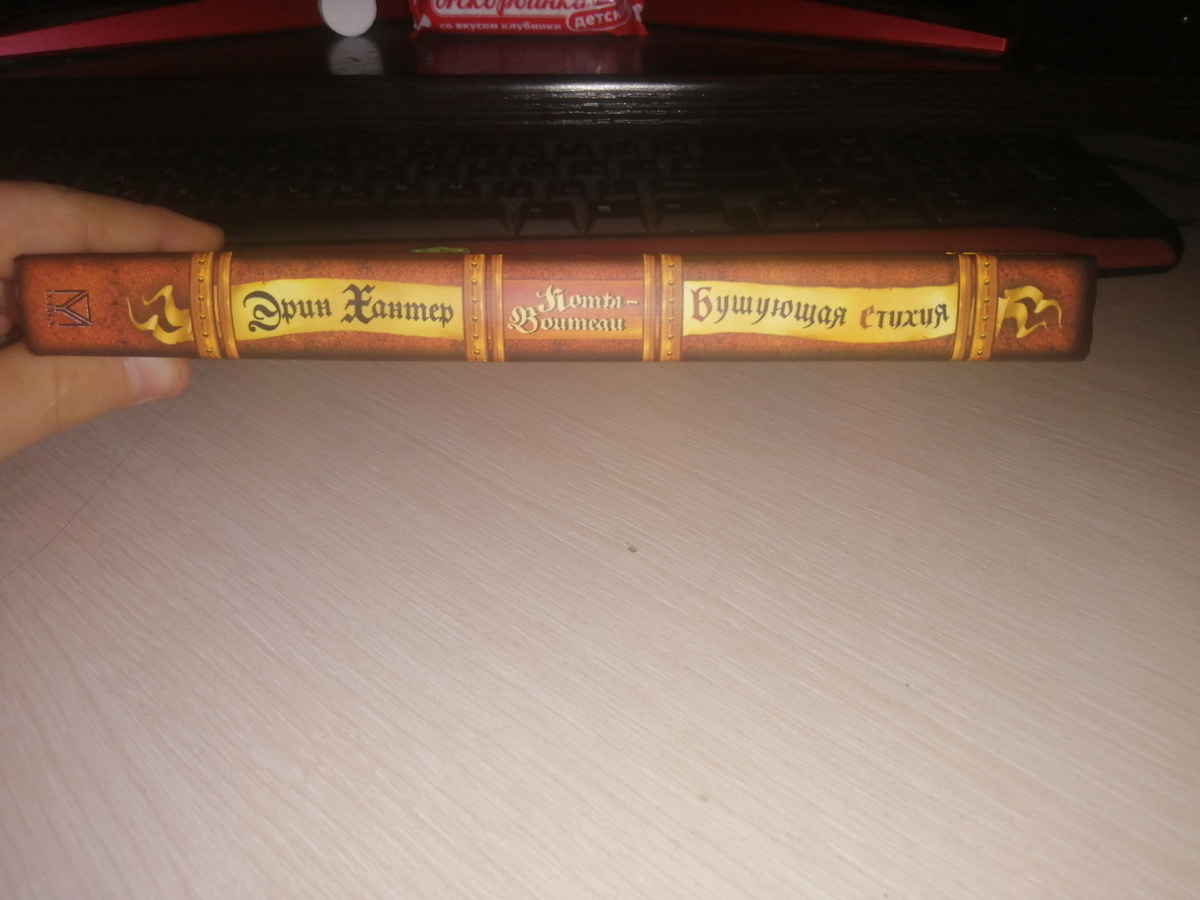 со вкусом клубники
детск
Эрин Хантер
Коты-
Воители
Бушующая стихия